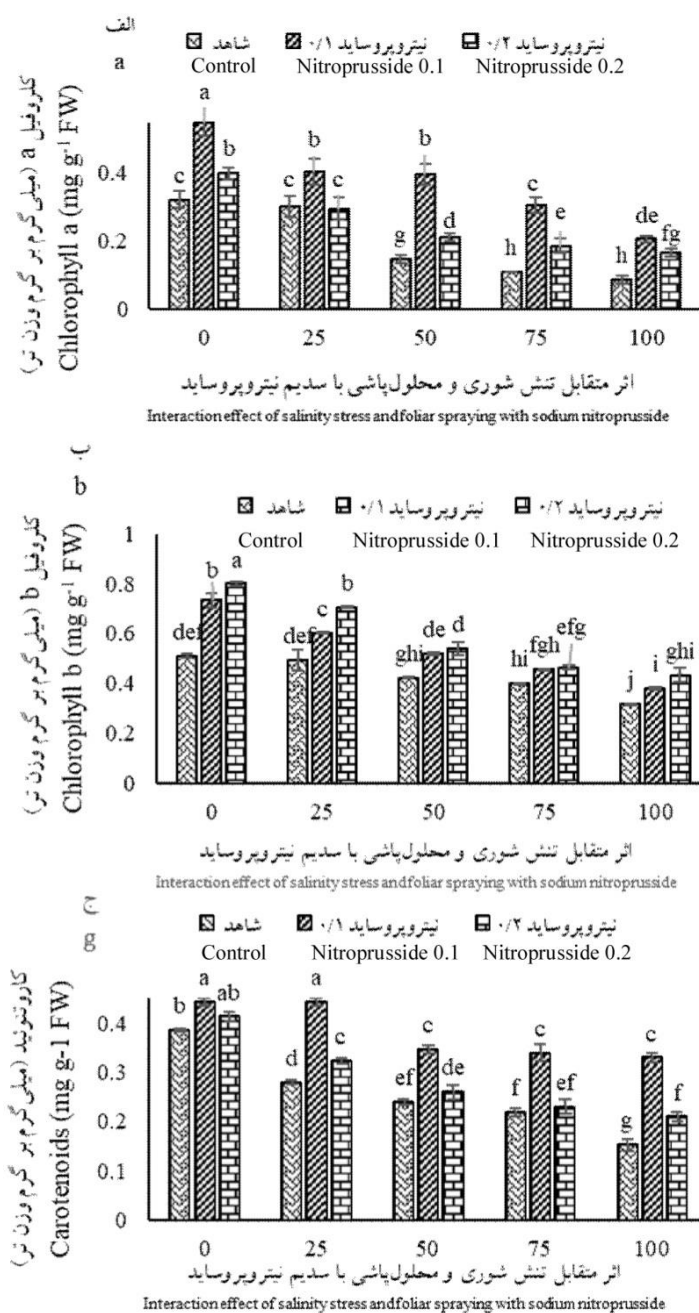 الف
a
شاهد نیتروپروساید ۰/۱ نیتروپروساید ۰/۲
Control Nitroprusside 0.1 Nitroprusside 0.2
کلروفیل a (میلی گرم بر گرم وزن تر)
Chlorophyll a (mg g-1 FW)
0.4
0.2
0
c a b
c b c
g b d
h c e
h de fg
0 25 50 75 100
اثر متقابل تنش شوری و محلول‌پاشی با سدیم نیتروپروساید
Interaction effect of salinity stress and foliar spraying with sodium nitroprusside
b
شاهد نیتروپروساید ۰/۱ نیتروپروساید ۰/۲
Control Nitroprusside 0.1 Nitroprusside 0.2
کلروفیل b (میلی گرم بر گرم وزن تر)
Chlorophyll b (mg g-1 FW)
1
0.8
0.6
0.4
0.2
0
def b a
def c b
ghi de d
hi fgh efg
j i ghi
0 25 50 75 100
اثر متقابل تنش شوری و محلول‌پاشی با سدیم نیتروپروساید
Interaction effect of salinity stress and foliar spraying with sodium nitroprusside
ج
g
شاهد نیتروپروساید ۰/۱ نیتروپروساید ۰/۲
Control Nitroprusside 0.1 Nitroprusside 0.2
کاروتنوئید (میلی گرم بر گرم وزن تر)
Carotenoids (mg g-1 FW)
0.4
0.3
0.2
0.1
0
b a ab
d a c
ef c de
f c ef
g c f
0 25 50 75 100
اثر متقابل تنش شوری و محلول‌پاشی با سدیم نیتروپروساید
Interaction effect of salinity stress and foliar spraying with sodium nitroprusside